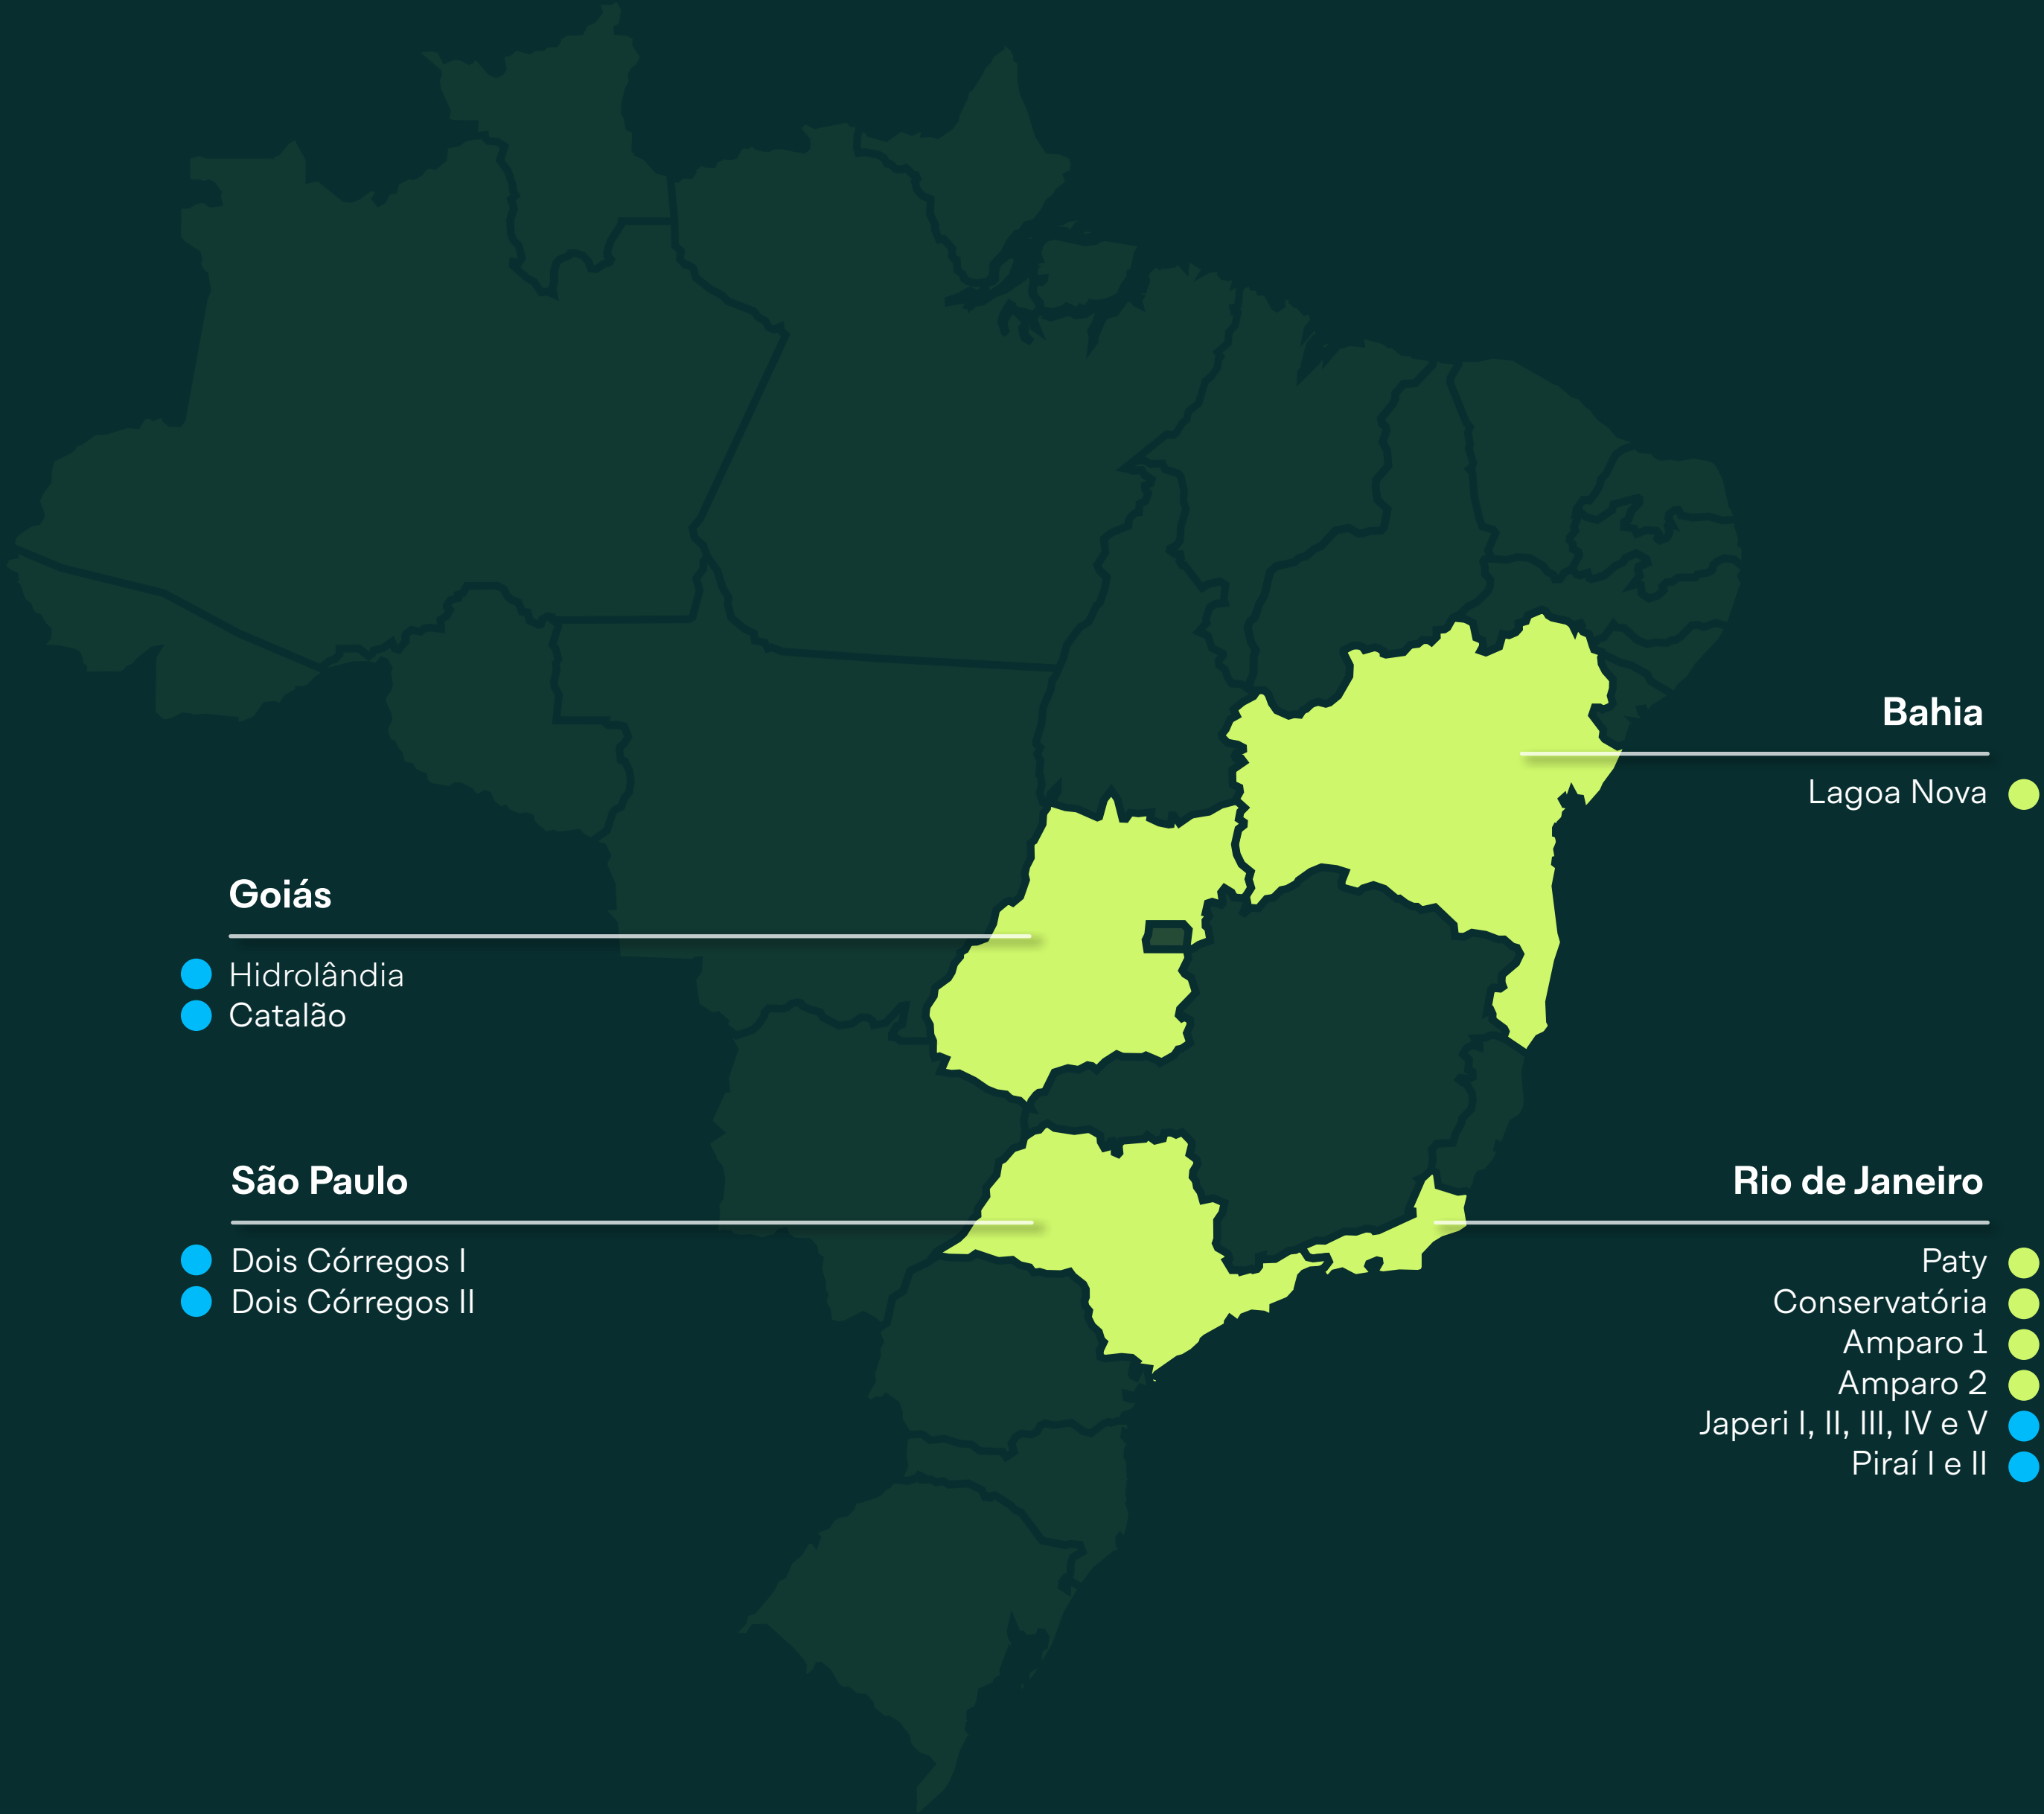 Bahia
Lagoa Nova
Goiás
Hidrolândia
Catalão
São Paulo
Dois Córregos I
Dois Córregos II
Rio de Janeiro
Paty
Conservatória
Amparo 1
Amparo 2
Japeri I, II, III, IV e V
Piraí I e II